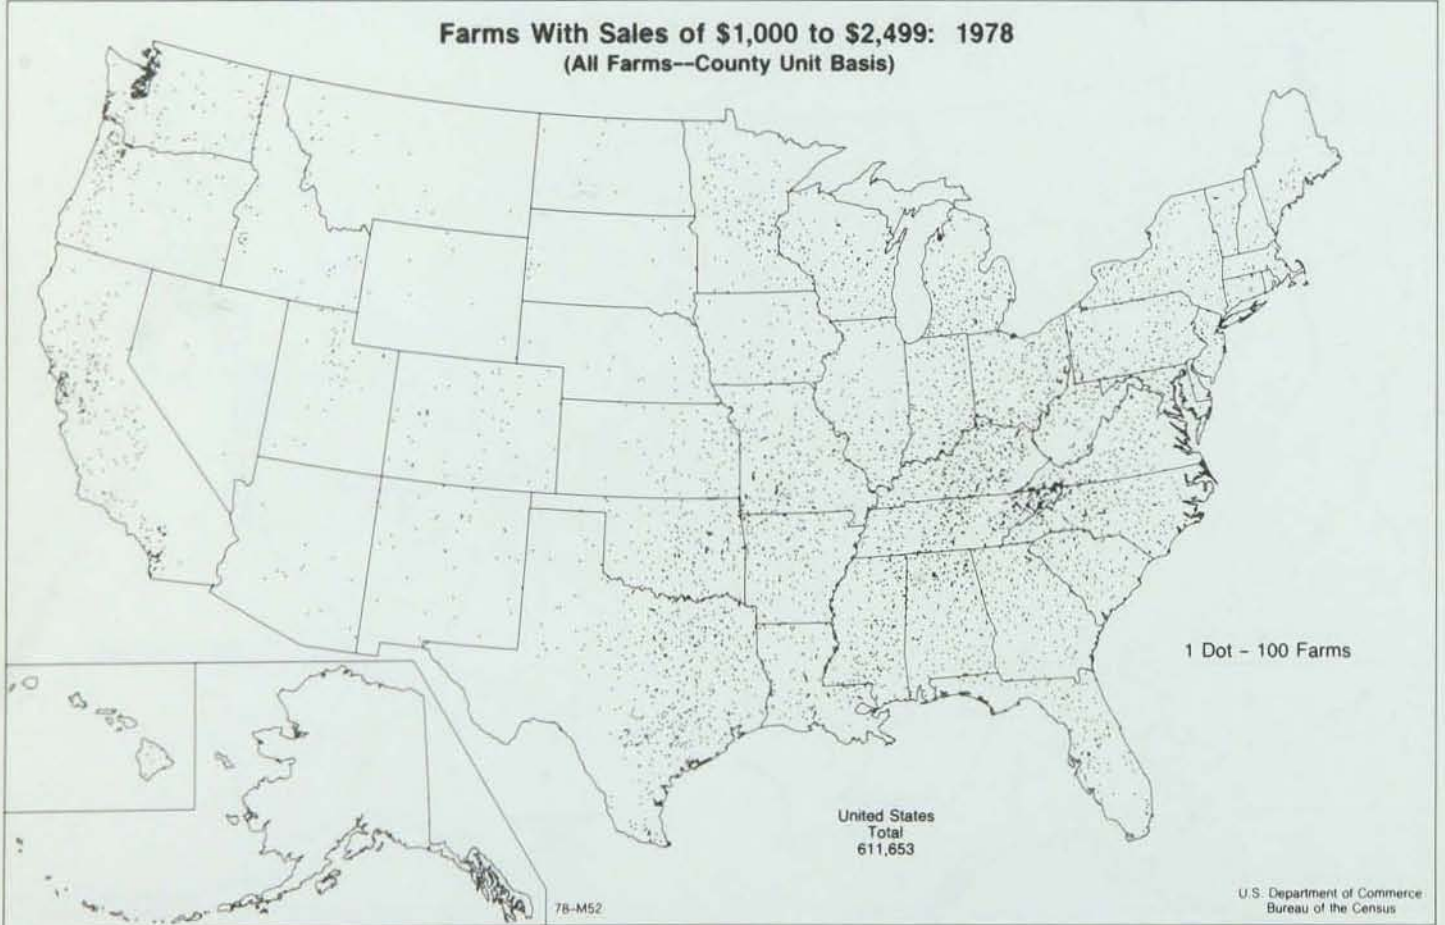 Farms With Sales of $1,000 to $2,499: 1978
(All Farms--County Unit Basis)
1 Dot - 100 Farms
United States
Total
611,653
78-M52
U.S. Department of Commerce
Bureau of the Census